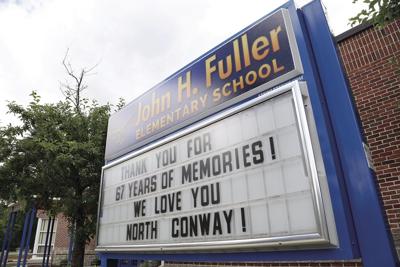 John H. Fuller
ELEMENTARY SCHOOL
THANK YOU FOR
67 YEARS OF MEMORIES!
WE LOVE YOU
NORTH CONWAY!